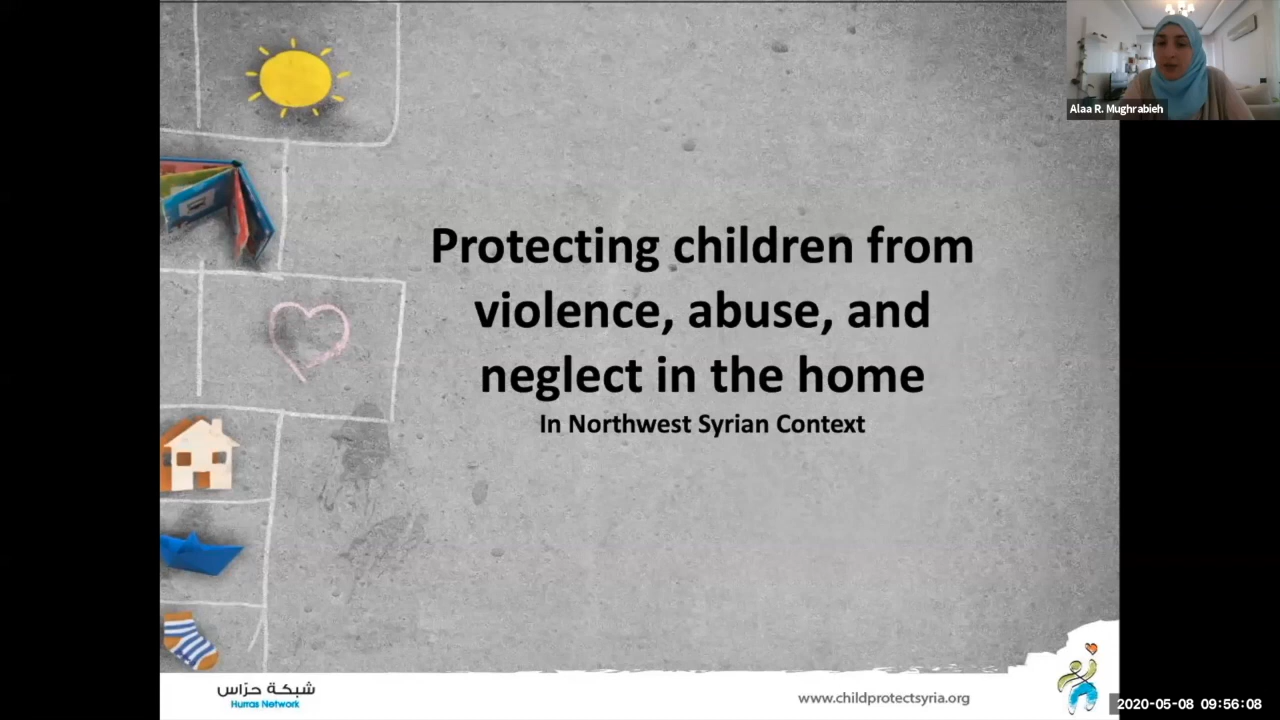 Alaa R. Mughrabieh
Protecting children from
violence, abuse, and
neglect in the home
In Northwest Syrian Context
شبكة حرّاس
Hurras Network
www.childprotectsyria.org
2020-05-08 09:56:08